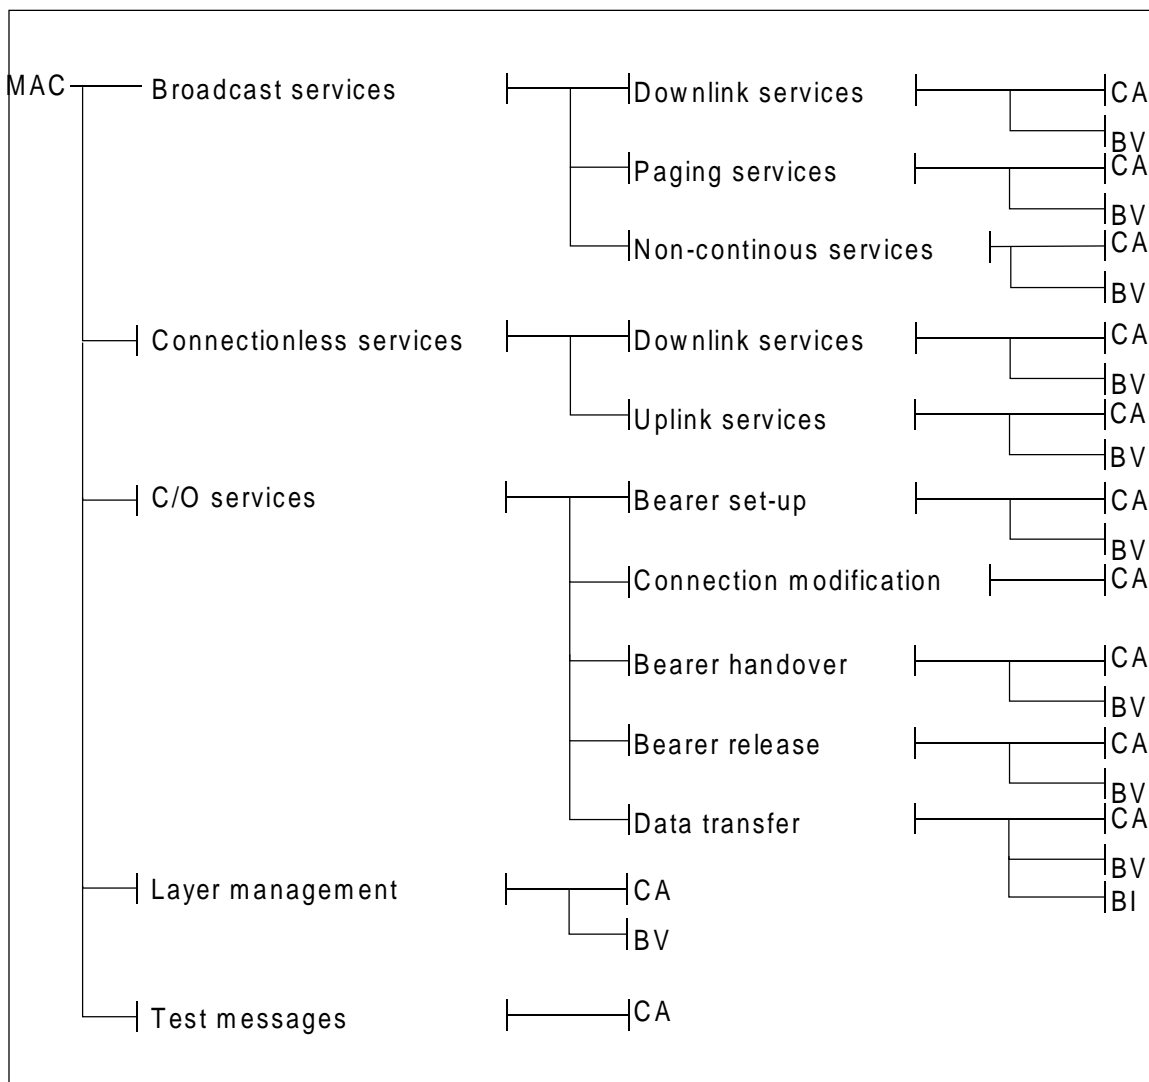 MAC Broadcast services Downlink services CA
BV
Paging services CA
BV
Non-continous services CA
BV
Connectionless services Downlink services CA
BV
Uplink services CA
BV
C/O services Bearer set-up CA
BV
Connection modification CA
Bearer handover CA
BV
Bearer release CA
BV
Data transfer CA
BV
Layer management CA
BI
BV
Test messages CA